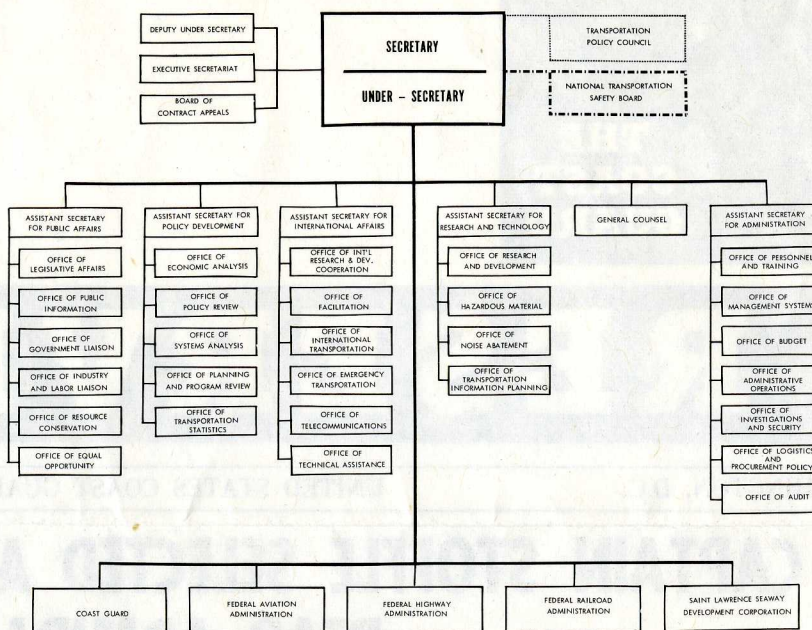 DEPUTY UNDER SECRETARY
EXECUTIVE SECRETARIAT
BOARD OF
CONTRACT APPEALS
SECRETARY
UNDER – SECRETARY
TRANSPORTATION
POLICY COUNCIL
NATIONAL TRANSPORTATION
SAFETY BOARD
ASSISTANT SECRETARY
FOR PUBLIC AFFAIRS
OFFICE OF
LEGISLATIVE AFFAIRS
OFFICE OF PUBLIC
INFORMATION
OFFICE OF
GOVERNMENT LIAISON
OFFICE OF INDUSTRY
AND LABOR LIAISON
OFFICE OF RESOURCE
CONSERVATION
OFFICE OF EQUAL
OPPORTUNITY
ASSISTANT SECRETARY FOR
POLICY DEVELOPMENT
OFFICE OF
ECONOMIC ANALYSIS
OFFICE OF
POLICY REVIEW
OFFICE OF
SYSTEMS ANALYSIS
OFFICE OF PLANNING
AND PROGRAM REVIEW
OFFICE OF
TRANSPORTATION
STATISTICS
ASSISTANT SECRETARY FOR
INTERNATIONAL AFFAIRS
OFFICE OF INT'L
RESEARCH & DEV.
COOPERATION
OFFICE OF
FACILITATION
OFFICE OF
INTERNATIONAL
TRANSPORTATION
OFFICE OF EMERGENCY
TRANSPORTATION
OFFICE OF
TELECOMMUNICATIONS
OFFICE OF
TECHNICAL ASSISTANCE
ASSISTANT SECRETARY FOR
RESEARCH AND TECHNOLOGY
OFFICE OF RESEARCH
AND DEVELOPMENT
OFFICE OF
HAZARDOUS MATERIAL
OFFICE OF
NOISE ABATEMENT
OFFICE OF
TRANSPORTATION
INFORMATION PLANNING
GENERAL COUNSEL
ASSISTANT SECRETARY
FOR ADMINISTRATION
OFFICE OF PERSONNEL
AND TRAINING
OFFICE OF
MANAGEMENT SYSTEMS
OFFICE OF BUDGET
OFFICE OF
ADMINISTRATIVE
OPERATIONS
OFFICE OF
INVESTIGATIONS
AND SECURITY
OFFICE OF LOGISTICS
AND
PROCUREMENT POLICY
OFFICE OF AUDIT
COAST GUARD
FEDERAL AVIATION
ADMINISTRATION
FEDERAL HIGHWAY
ADMINISTRATION
FEDERAL RAILROAD
ADMINISTRATION
SAINT LAWRENCE SEAWAY
DEVELOPMENT CORPORATION